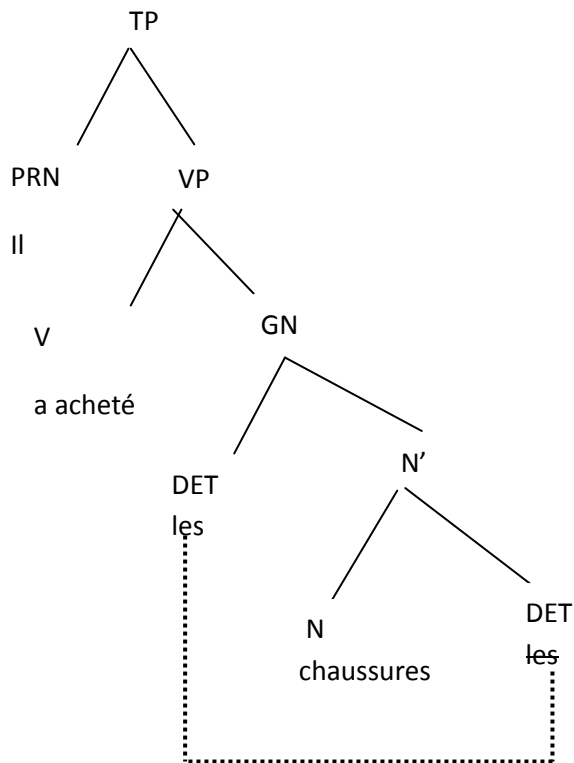 TP
PRN
VP
Il
GN
V
a acheté
N’
DET
les
DET
N
les
chaussures